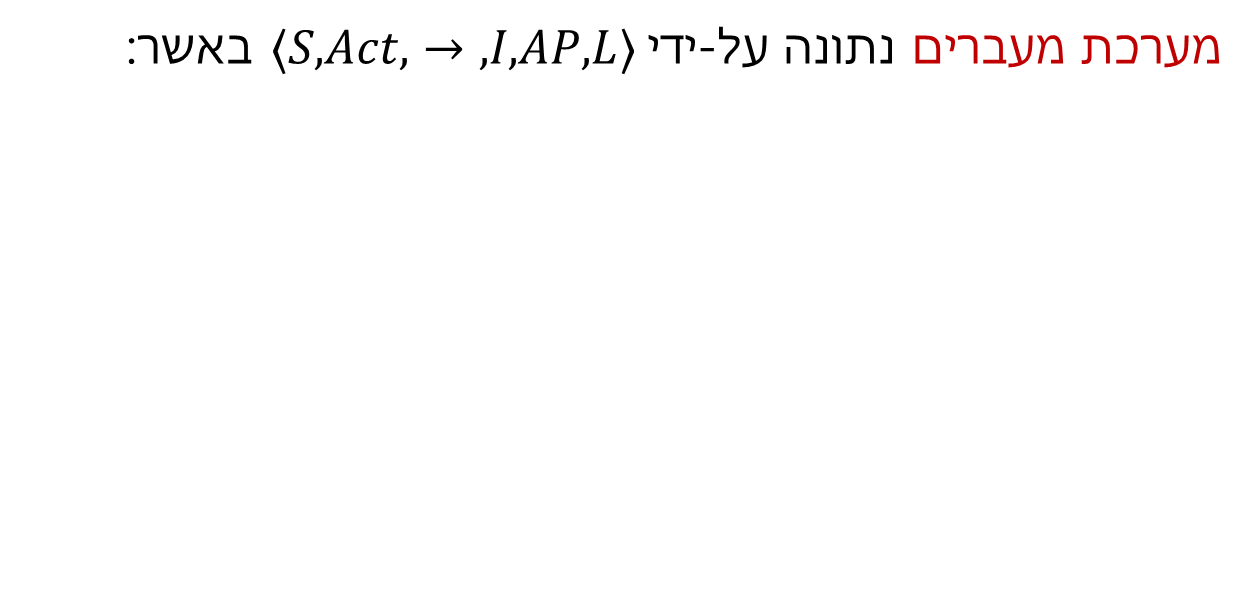 מערכת מעברים נתונה על-ידי ⟨S,Act, → ,I,AP,L⟩ באשר: